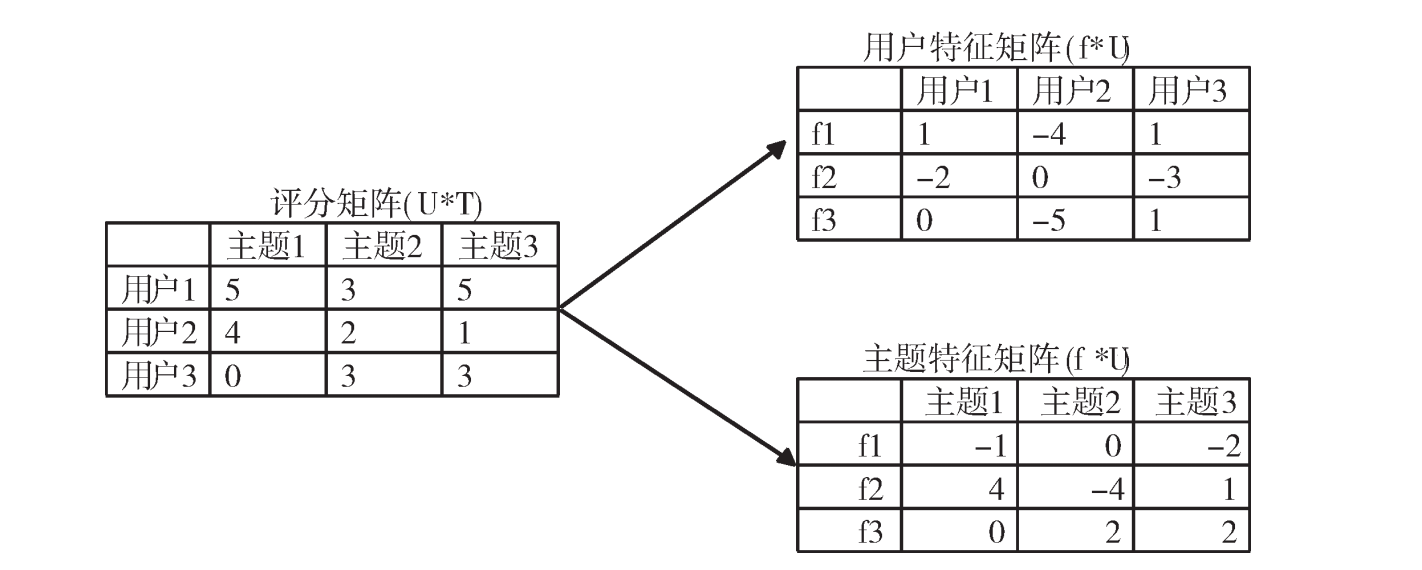 评分矩阵(U*T)
主题1 主题2 主题3
用户1 5 3 5
用户2 4 2 1
用户3 0 3 3
用户特征矩阵(f*U)
用户1 用户2 用户3
f1 1 -4 1
f2 -2 0 -3
f3 0 -5 1
主题特征矩阵(f *U)
主题1 主题2 主题3
f1 -1 0 -2
f2 4 -4 1
f3 0 2 2